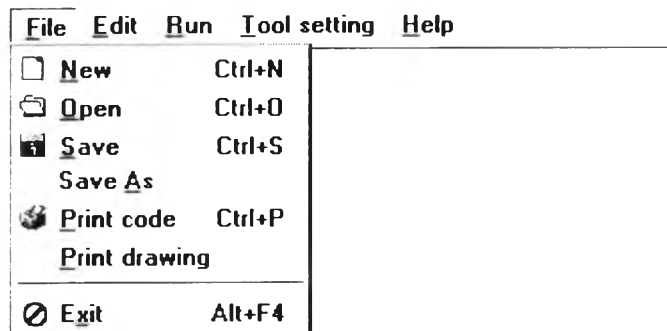 File Edit Run Tool setting Help
New Ctrl+N
Open Ctrl+O
Save Ctrl+S
Save As
Print code Ctrl+P
Print drawing
Exit Alt+F4